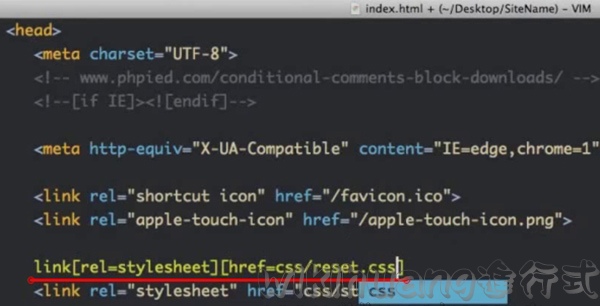 index.html + (~/Desktop/SiteName) – VIM
<head>
<meta charset="UTF-8">
<!-- www.phpied.com/conditional-comments-block-downloads/ -->
<!--[if IE]><![endif]-->
<meta http-equiv="X-UA-Compatible" content="IE=edge,chrome=1"
<link rel="shortcut icon" href="/favicon.ico">
<link rel="apple-touch-icon" href="/apple-touch-icon.png">
link[rel=stylesheet][href=css/reset.css]
<link rel="stylesheet" href="css/st css